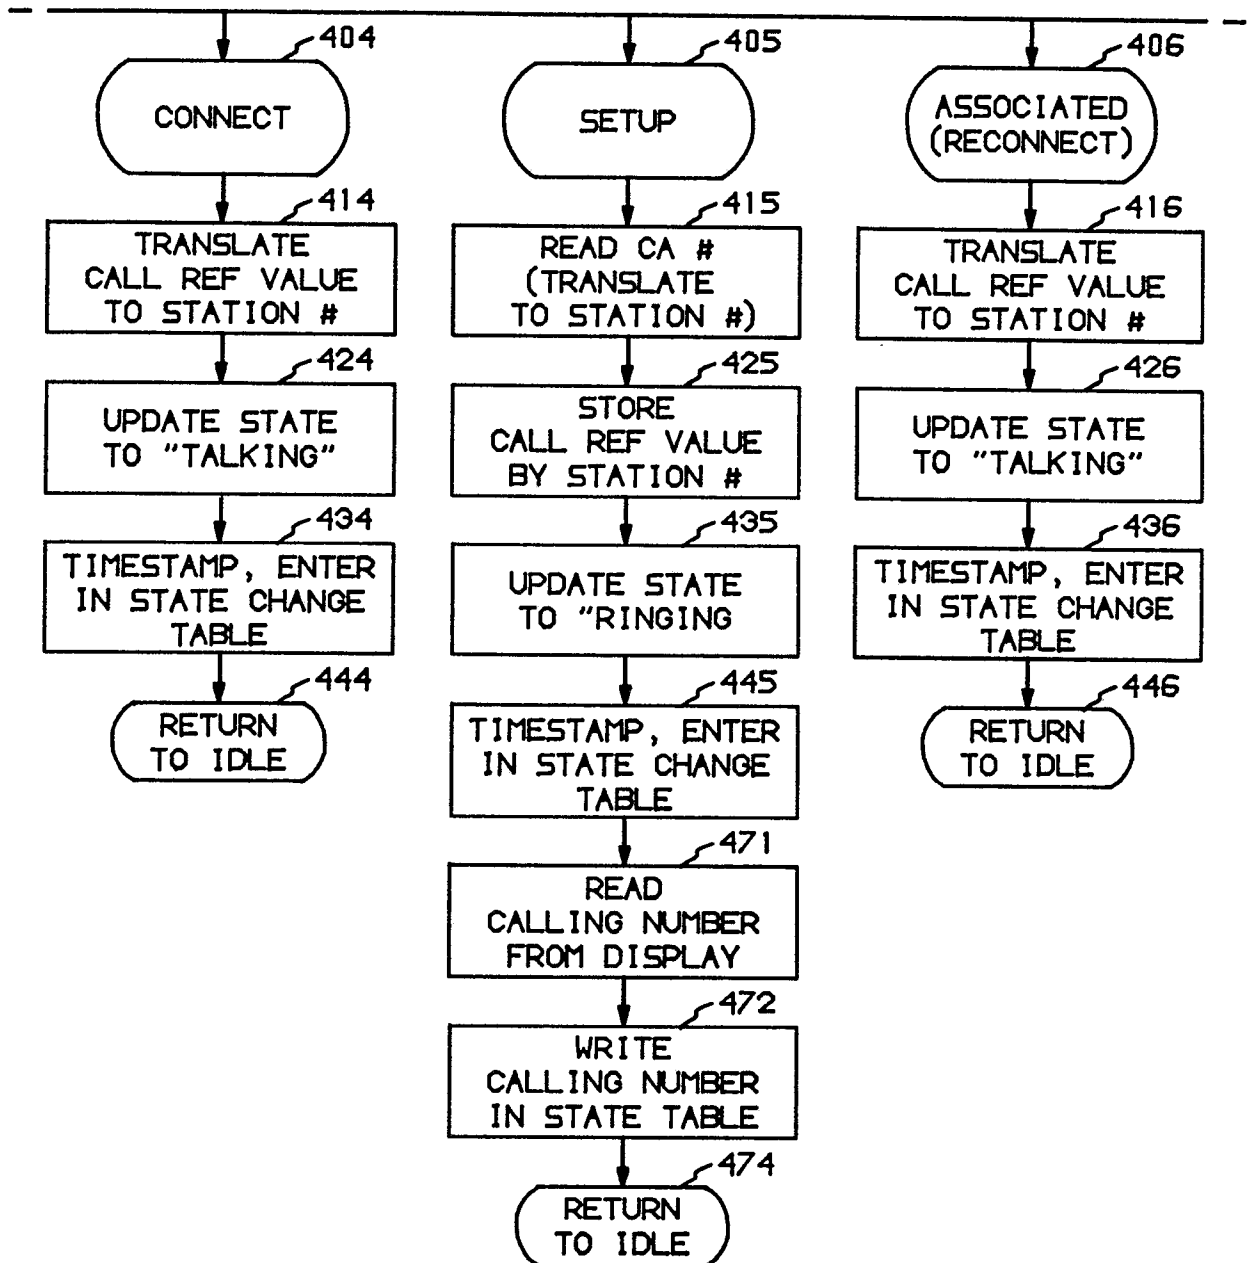 404
CONNECT
414
TRANSLATE
CALL REF VALUE
TO STATION #
424
UPDATE STATE
TO "TALKING"
434
TIMESTAMP, ENTER
IN STATE CHANGE
TABLE
444
RETURN
TO IDLE
405
SETUP
415
READ CA #
(TRANSLATE
TO STATION #)
425
STORE
CALL REF VALUE
BY STATION #
435
UPDATE STATE
TO "RINGING
445
TIMESTAMP, ENTER
IN STATE CHANGE
TABLE
471
READ
CALLING NUMBER
FROM DISPLAY
472
WRITE
CALLING NUMBER
IN STATE TABLE
474
RETURN
TO IDLE
406
ASSOCIATED
(RECONNECT)
416
TRANSLATE
CALL REF VALUE
TO STATION #
426
UPDATE STATE
TO "TALKING"
436
TIMESTAMP, ENTER
IN STATE CHANGE
TABLE
446
RETURN
TO IDLE